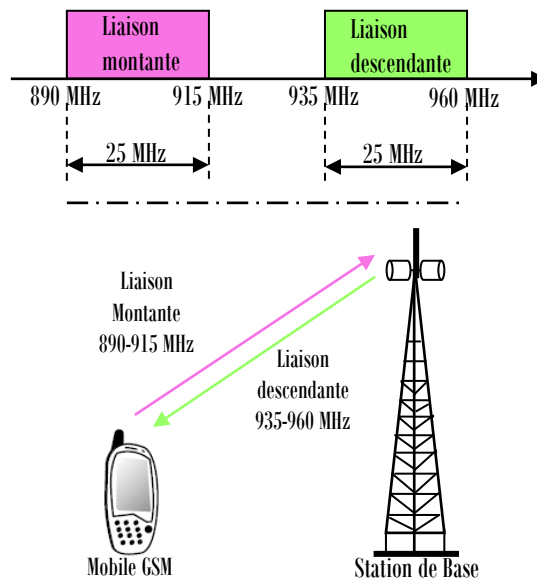 Liaison
montante
Liaison
descendante
890 MHz
915 MHz
935 MHz
960 MHz
25 MHz
25 MHz
Liaison
Montante
890-915 MHz
Liaison
descendante
935-960 MHz
Mobile GSM
Station de Base